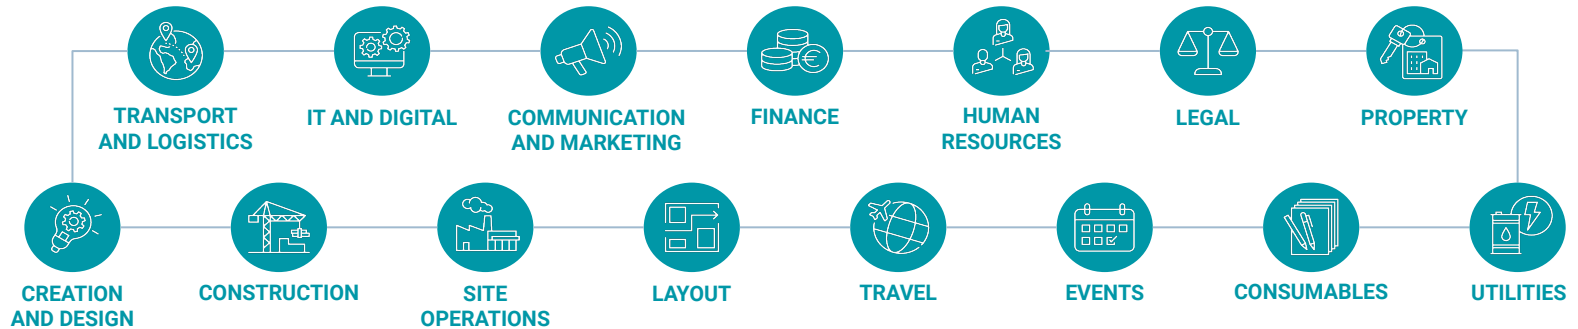 TRANSPORT
AND LOGISTICS
IT AND DIGITAL
COMMUNICATION
AND MARKETING
FINANCE
HUMAN
RESOURCES
LEGAL
PROPERTY
CREATION
AND DESIGN
CONSTRUCTION
SITE
OPERATIONS
LAYOUT
TRAVEL
EVENTS
CONSUMABLES
UTILITIES